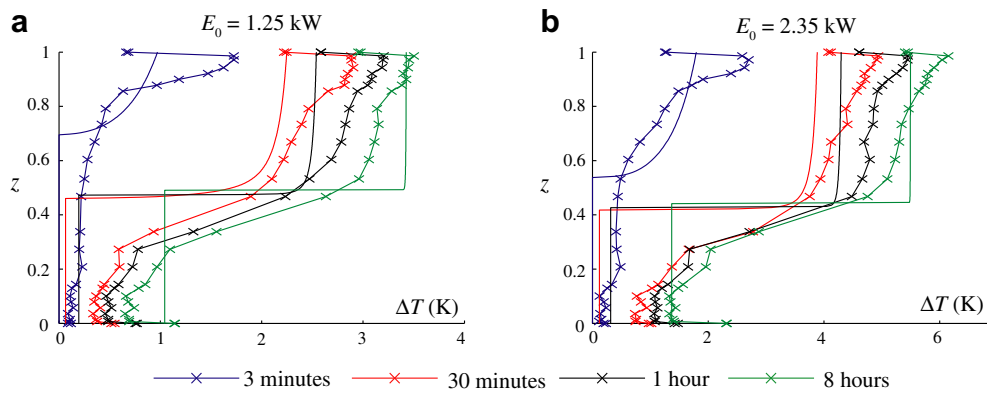 a E₀ = 1.25 kW
b E₀ = 2.35 kW
1
0.8
0.6
z
0.4
0.2
0
0 1 2 3 4
ΔT (K)
1
0.8
0.6
z
0.4
0.2
0
0 2 4 6
ΔT (K)
3 minutes 30 minutes 1 hour 8 hours